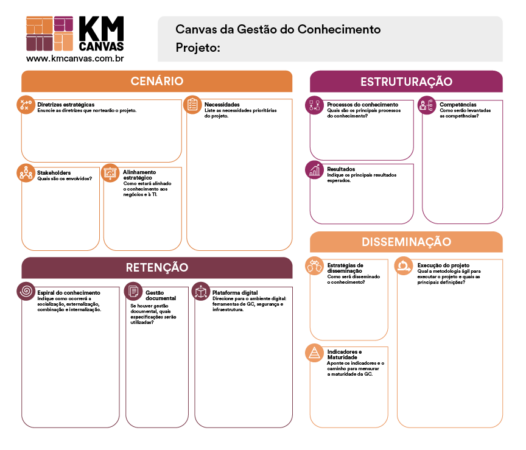 KM
CANVAS
www.kmcanvas.com.br
Canvas da Gestão do Conhecimento
Projeto:
CENÁRIO
Diretrizes estratégicas
Enuncie as diretrizes que nortearão o projeto.
Necessidades
Liste as necessidades prioritárias
do projeto.
Stakeholders
Quais são os envolvidos?
Alinhamento
estratégico
Como estará alinhado
o conhecimento aos
negócios e à TI.
ESTRUTURAÇÃO
Processos do conhecimento
Quais são os principais processos
do conhecimento?
Competências
Como serão levantadas
as competências?
Resultados
Indique os principais resultados
esperados.
RETENÇÃO
Espiral do conhecimento
Indique como ocorrerá a
socialização, externalização,
combinação e internalização.
Gestão
documental
Se houver gestão
documental, quais
especificações serão
utilizadas?
Plataforma digital
Direcione para o ambiente digital:
ferramentas de GC, segurança e
infraestrutura.
DISSEMINAÇÃO
Estratégias de
disseminação
Como será disseminado
o conhecimento?
Execução do projeto
Qual a metodologia ágil para
executar o projeto e quais as
principais definições?
Indicadores e
Maturidade
Aponte os indicadores e o
caminho para mensurar
a maturidade da GC.